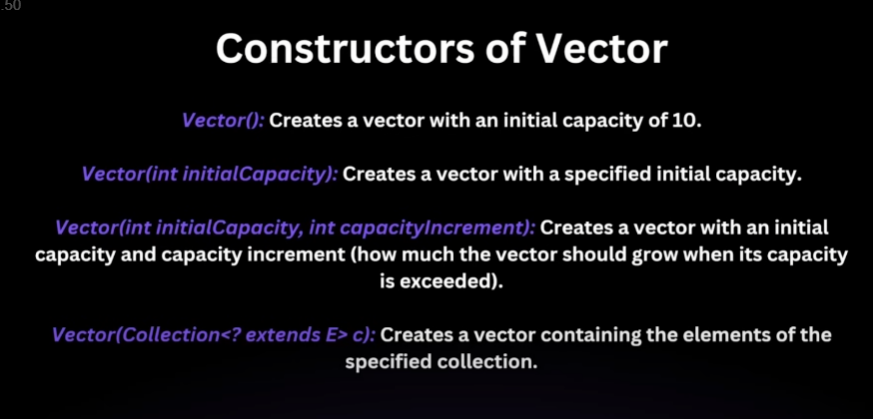 .50
Constructors of Vector
Vector(): Creates a vector with an initial capacity of 10.
Vector(int initialCapacity): Creates a vector with a specified initial capacity.
Vector(int initialCapacity, int capacityIncrement): Creates a vector with an initial
capacity and capacity increment (how much the vector should grow when its capacity
is exceeded).
Vector(Collection<? extends E> c): Creates a vector containing the elements of the
specified collection.